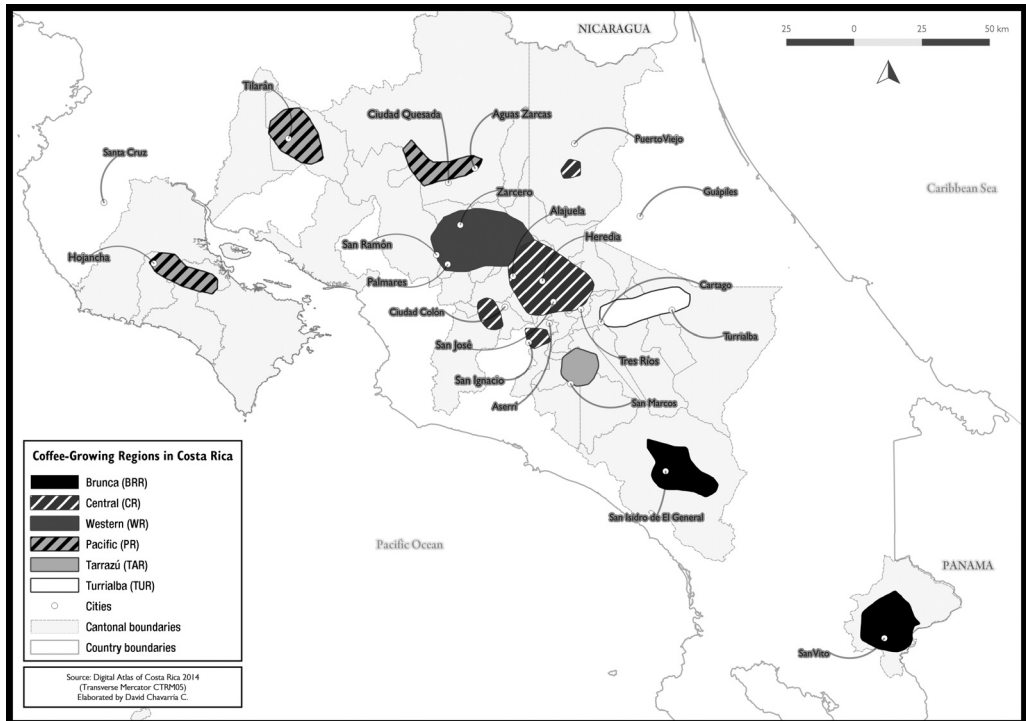 NICARAGUA
25 0 25 50 km
Tilarán
Ciudad Quesada
Aguas Zarcas
Puerto Viejo
Santa Cruz
Caribbean Sea
Zarcero
Guápiles
Alajuela
Heredia
San Ramón
Hojancha
Palmares
Cartago
Ciudad Colón
Turrialba
San José
Tres Ríos
San Ignacio
Aserrí
San Marcos
San Isidro de El General
Pacific Ocean
PANAMA
San Vito
Coffee-Growing Regions in Costa Rica
Brunca (BRR)
Central (CR)
Western (WR)
Pacific (PR)
Tarrazú (TAR)
Turrialba (TUR)
Cities
Cantonal boundaries
Country boundaries
Source: Digital Atlas of Costa Rica 2014
(Transverse Mercator CTRM05)
Elaborated by David Chavarría C.